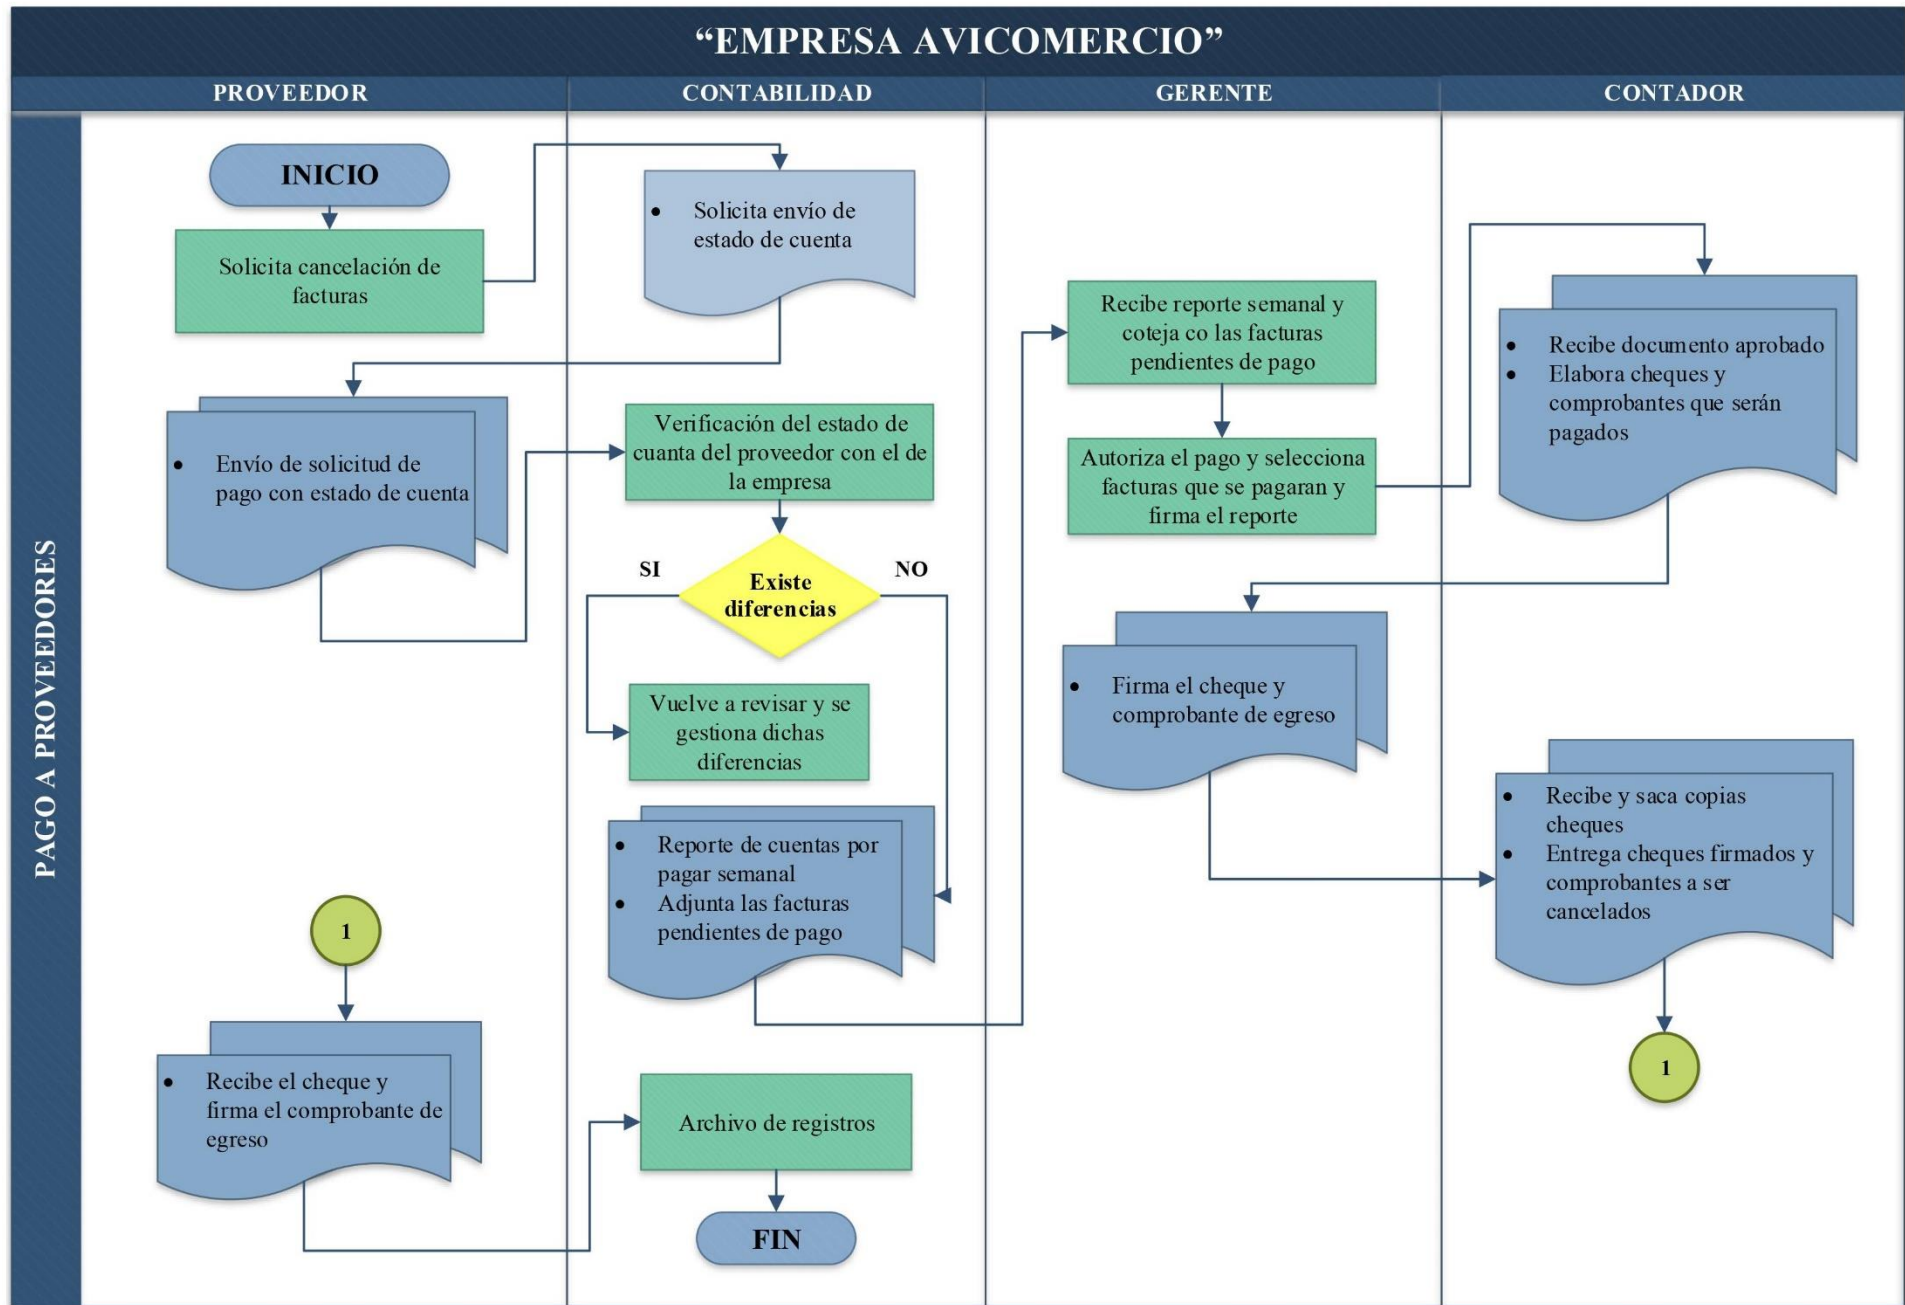 “EMPRESA AVICOMERCIO”
PROVEEDOR
CONTABILIDAD
GERENTE
CONTADOR
PAGO A PROVEEDORES
INICIO
Solicita cancelación de
facturas
• Solicita envío de
estado de cuenta
• Envío de solicitud de
pago con estado de cuenta
Verificación del estado de
cuanta del proveedor con el de
la empresa
SI
Existe
diferencias
NO
Vuelve a revisar y se
gestiona dichas
diferencias
• Reporte de cuentas por
pagar semanal
• Adjunta las facturas
pendientes de pago
Recibe reporte semanal y
coteja co las facturas
pendientes de pago
Autoriza el pago y selecciona
facturas que se pagaran y
firma el reporte
• Recibe documento aprobado
• Elabora cheques y
comprobantes que serán
pagados
• Firma el cheque y
comprobante de egreso
• Recibe y saca copias
cheques
• Entrega cheques firmados y
comprobantes a ser
cancelados
1
1
• Recibe el cheque y
firma el comprobante de
egreso
Archivo de registros
FIN